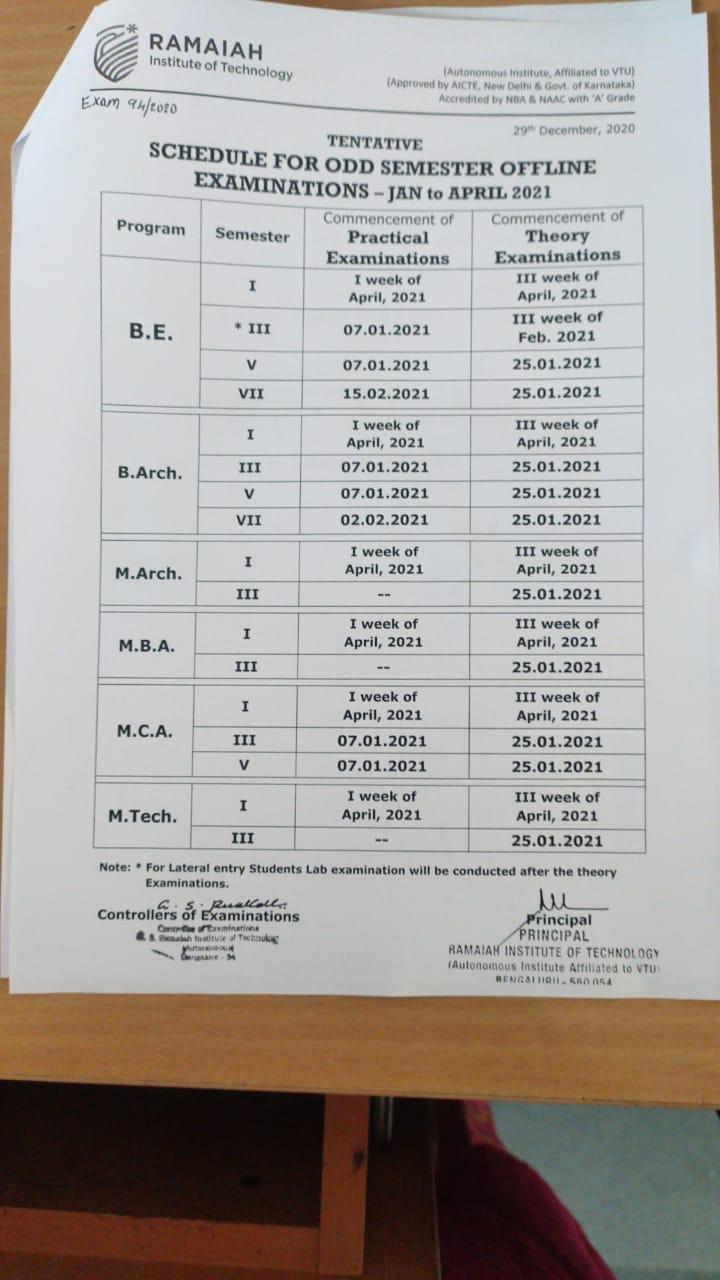 RAMAIAH
Institute of Technology
(Autonomous Institute, Affiliated to VTU)
(Approved by AICTE, New Delhi & Govt. of Karnataka)
Accredited by NBA & NAAC with 'A' Grade
Exam 94/2020
29th December, 2020
TENTATIVE
SCHEDULE FOR ODD SEMESTER OFFLINE
EXAMINATIONS – JAN to APRIL 2021
Program Semester Commencement of Practical Examinations Commencement of Theory Examinations
B.E.
I I week of April, 2021 III week of April, 2021
* III 07.01.2021 III week of Feb. 2021
V 07.01.2021 25.01.2021
VII 15.02.2021 25.01.2021
B.Arch.
I I week of April, 2021 III week of April, 2021
III 07.01.2021 25.01.2021
V 07.01.2021 25.01.2021
VII 02.02.2021 25.01.2021
M.Arch.
I I week of April, 2021 III week of April, 2021
III -- 25.01.2021
M.B.A.
I I week of April, 2021 III week of April, 2021
III -- 25.01.2021
M.C.A.
I I week of April, 2021 III week of April, 2021
III 07.01.2021 25.01.2021
V 07.01.2021 25.01.2021
M.Tech.
I I week of April, 2021 III week of April, 2021
III -- 25.01.2021
Note: * For Lateral entry Students Lab examination will be conducted after the theory
Examinations.
Controllers of Examinations
Controller of Examinations
Ramaiah Institute of Technology
Bangalore - 54
Principal
PRINCIPAL
RAMAIAH INSTITUTE OF TECHNOLOGY
(Autonomous Institute Affiliated to VTU)
BENGALURU - 560 054